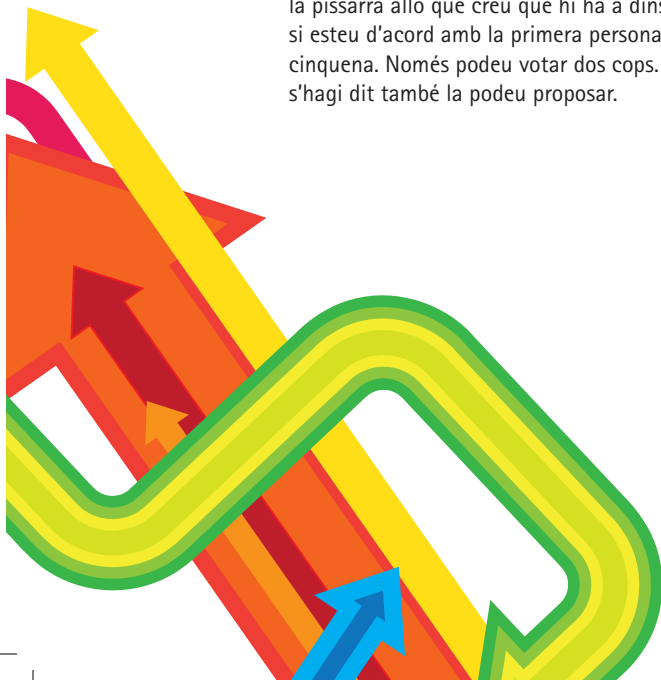 la pissarra allò que creu que hi ha a dins
si esteu d'acord amb la primera persona
cinquena. Només podeu votar dos cops.
s'hagi dit també la podeu proposar.